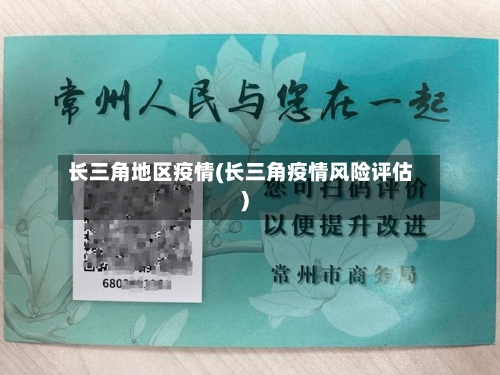 常州人民与您在一起
长三角地区疫情(长三角疫情风险评估
)
您可扫码评价
以便提升改进
常州市商务局